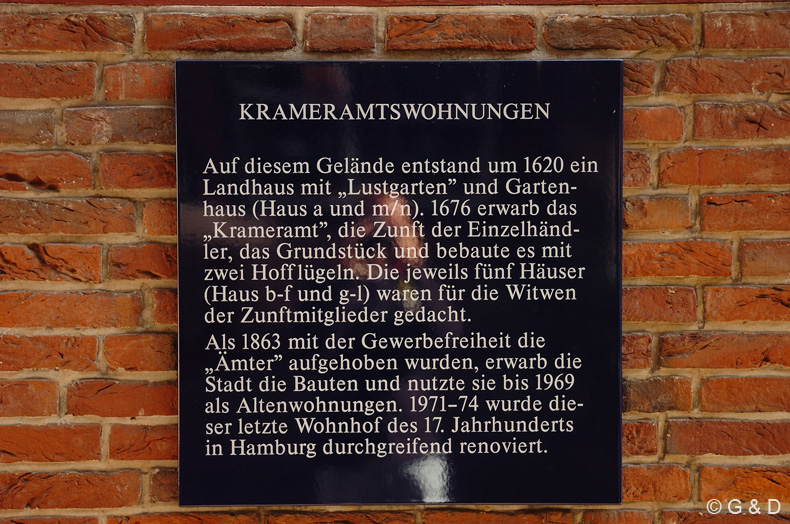 KRAMERAMTSWOHNUNGEN
Auf diesem Gelände entstand um 1620 ein
Landhaus mit „Lustgarten” und Garten-
haus (Haus a und m/n). 1676 erwarb das
„Krameramt”, die Zunft der Einzelhänd-
ler, das Grundstück und bebaute es mit
zwei Hofflügeln. Die jeweils fünf Häuser
(Haus b-f und g-l) waren für die Witwen
der Zunftmitglieder gedacht.
Als 1863 mit der Gewerbefreiheit die
„Ämter” aufgehoben wurden, erwarb die
Stadt die Bauten und nutzte sie bis 1969
als Altenwohnungen. 1971–74 wurde die-
ser letzte Wohnhof des 17. Jahrhunderts
in Hamburg durchgreifend renoviert.
© G & D